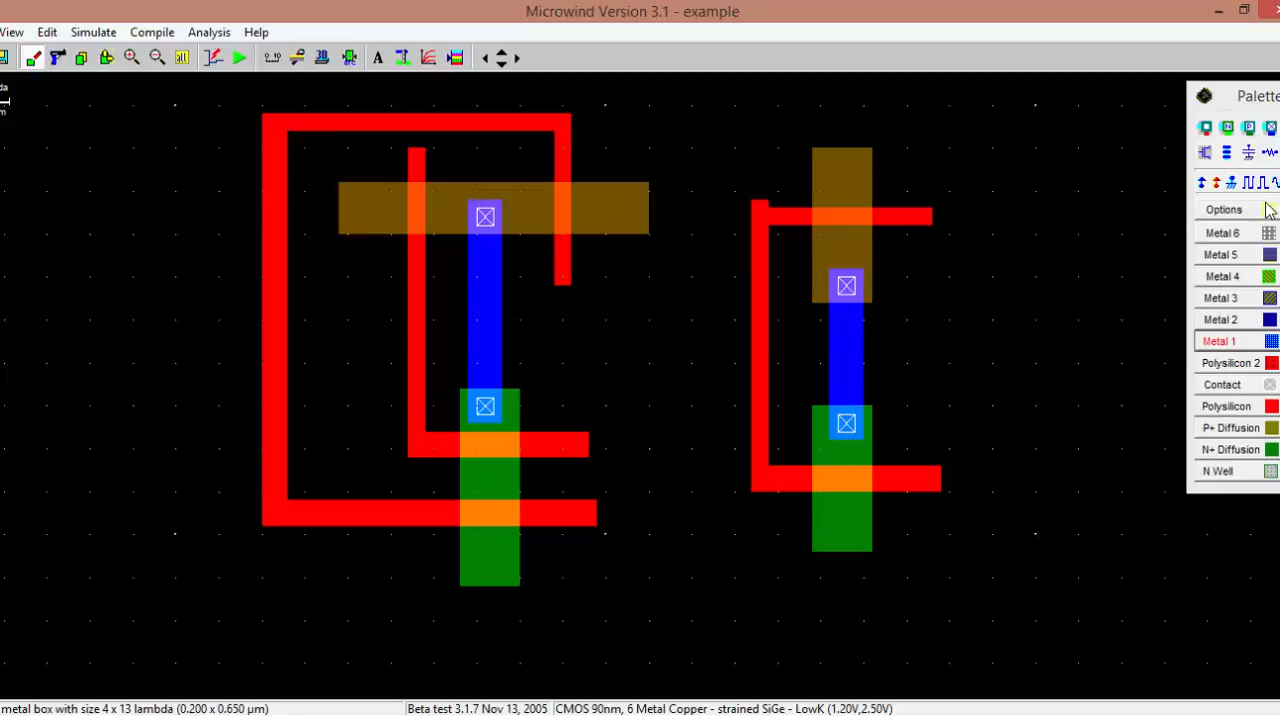 Microwind Version 3.1 - example
View Edit Simulate Compile Analysis Help
da
m
Palette
Options
Metal 6
Metal 5
Metal 4
Metal 3
Metal 2
Metal 1
Polysilicon 2
Contact
Polysilicon
P+ Diffusion
N+ Diffusion
N Well
metal box with size 4 x 13 lambda (0.200 x 0.650 µm) Beta test 3.1.7 Nov 13, 2005 CMOS 90nm, 6 Metal Copper - strained SiGe - LowK (1.20V,2.50V)